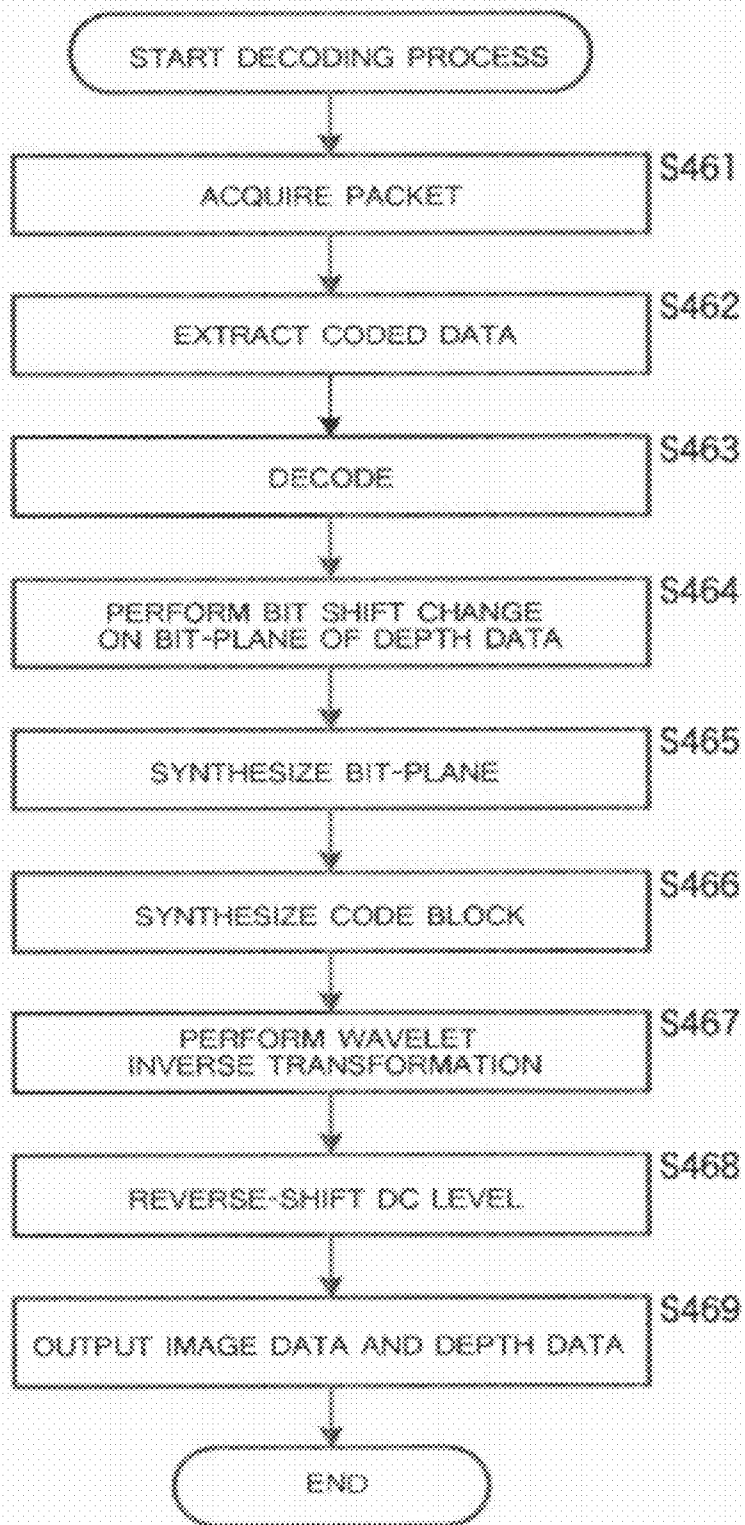 START DECODING PROCESS
S461
ACQUIRE PACKET
S462
EXTRACT CODED DATA
S463
DECODE
S464
PERFORM BIT SHIFT CHANGE
ON BIT-PLANE OF DEPTH DATA
S465
SYNTHESIZE BIT-PLANE
S466
SYNTHESIZE CODE BLOCK
S467
PERFORM WAVELET
INVERSE TRANSFORMATION
S468
REVERSE-SHIFT DC LEVEL
S469
OUTPUT IMAGE DATA AND DEPTH DATA
END